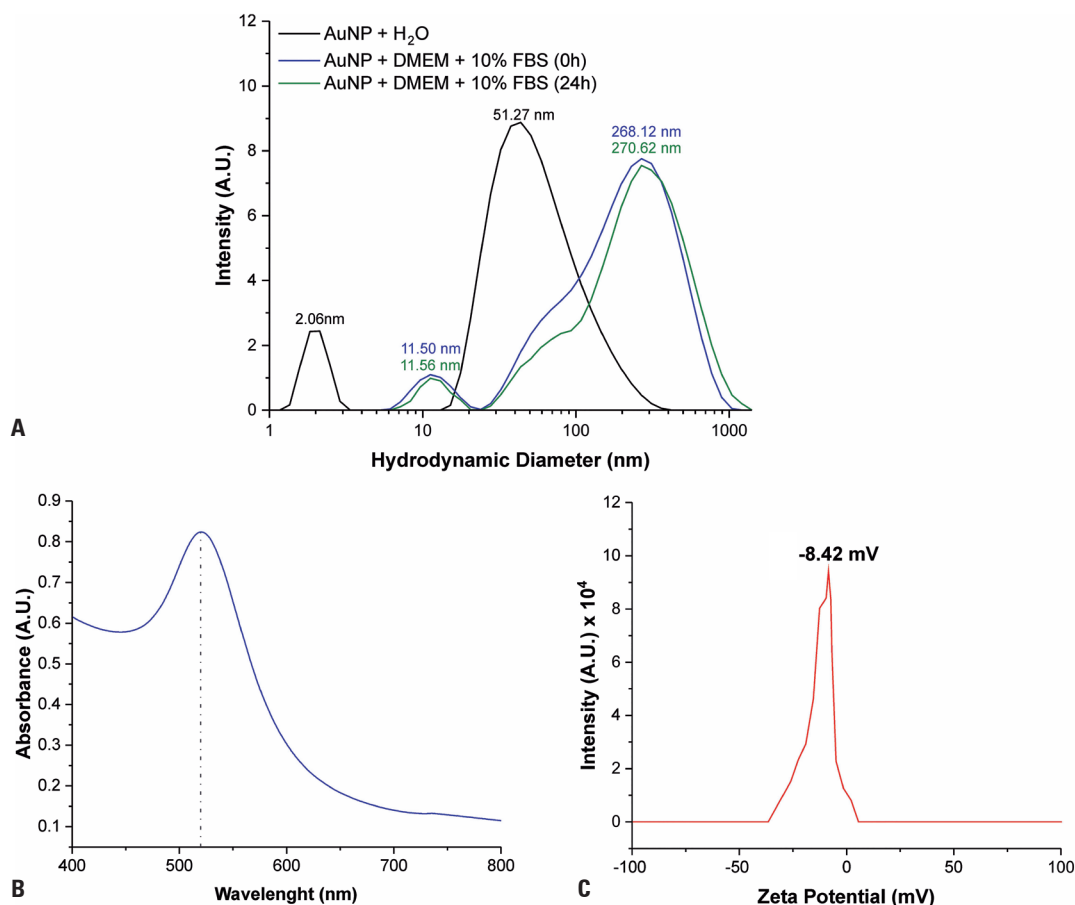 12
10
8
6
4
2
0
Intensity (A.U.)
AuNP + H₂O
AuNP + DMEM + 10% FBS (0h)
AuNP + DMEM + 10% FBS (24h)
51.27 nm
268.12 nm
270.62 nm
2.06nm
11.50 nm
11.56 nm
1 10 100 1000
Hydrodynamic Diameter (nm)
A
0.9
0.8
0.7
0.6
0.5
0.4
0.3
0.2
0.1
Absorbance (A.U.)
400 500 600 700 800
Wavelenght (nm)
B
12
10
8
6
4
2
0
Intensity (A.U.) x 10⁴
-8.42 mV
-100 -50 0 50 100
Zeta Potential (mV)
C